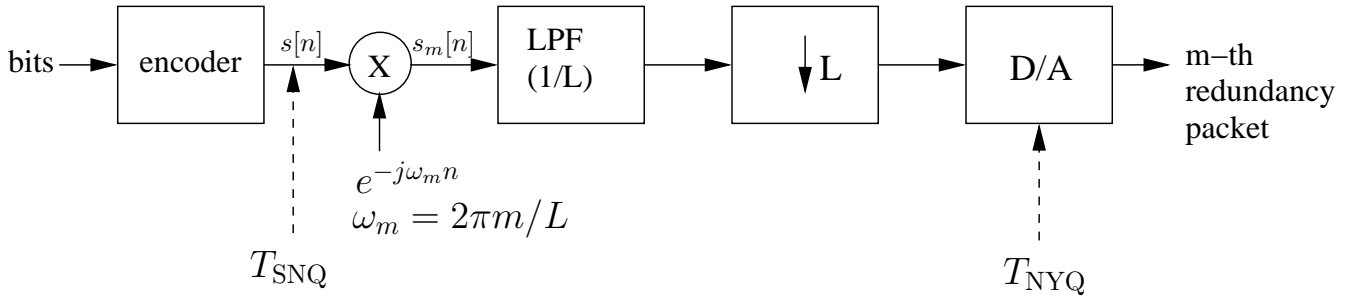 bits
encoder
s[n]
X
s_m[n]
LPF
(1/L)
↓ L
D/A
m–th
redundancy
packet
e^{-jω_m n}
ω_m = 2πm/L
T_SNQ
T_NYQ